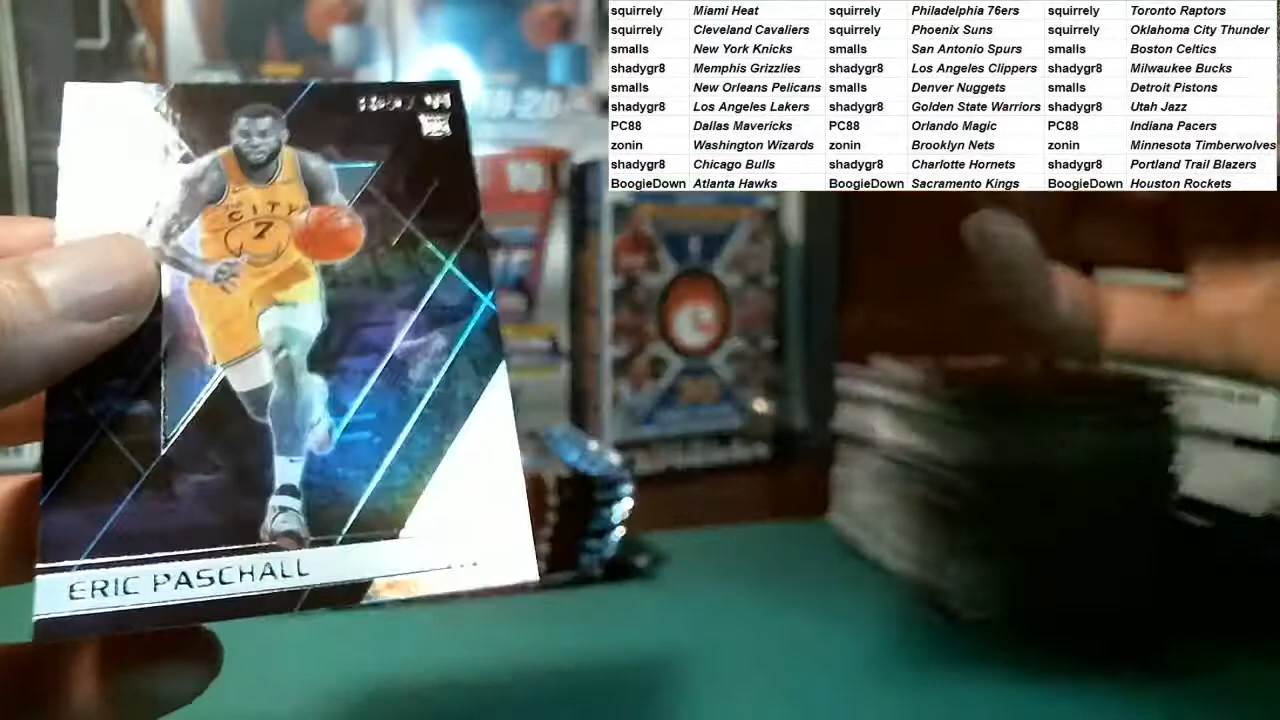 squirrely Miami Heat squirrely Philadelphia 76ers squirrely Toronto Raptors
squirrely Cleveland Cavaliers squirrely Phoenix Suns squirrely Oklahoma City Thunder
smalls New York Knicks smalls San Antonio Spurs smalls Boston Celtics
shadygr8 Memphis Grizzlies shadygr8 Los Angeles Clippers shadygr8 Milwaukee Bucks
smalls New Orleans Pelicans smalls Denver Nuggets smalls Detroit Pistons
shadygr8 Los Angeles Lakers shadygr8 Golden State Warriors shadygr8 Utah Jazz
PC88 Dallas Mavericks PC88 Orlando Magic PC88 Indiana Pacers
zonin Washington Wizards zonin Brooklyn Nets zonin Minnesota Timberwolves
shadygr8 Chicago Bulls shadygr8 Charlotte Hornets shadygr8 Portland Trail Blazers
BoogieDown Atlanta Hawks BoogieDown Sacramento Kings BoogieDown Houston Rockets
19-20
CITY
7
ERIC PASCHALL